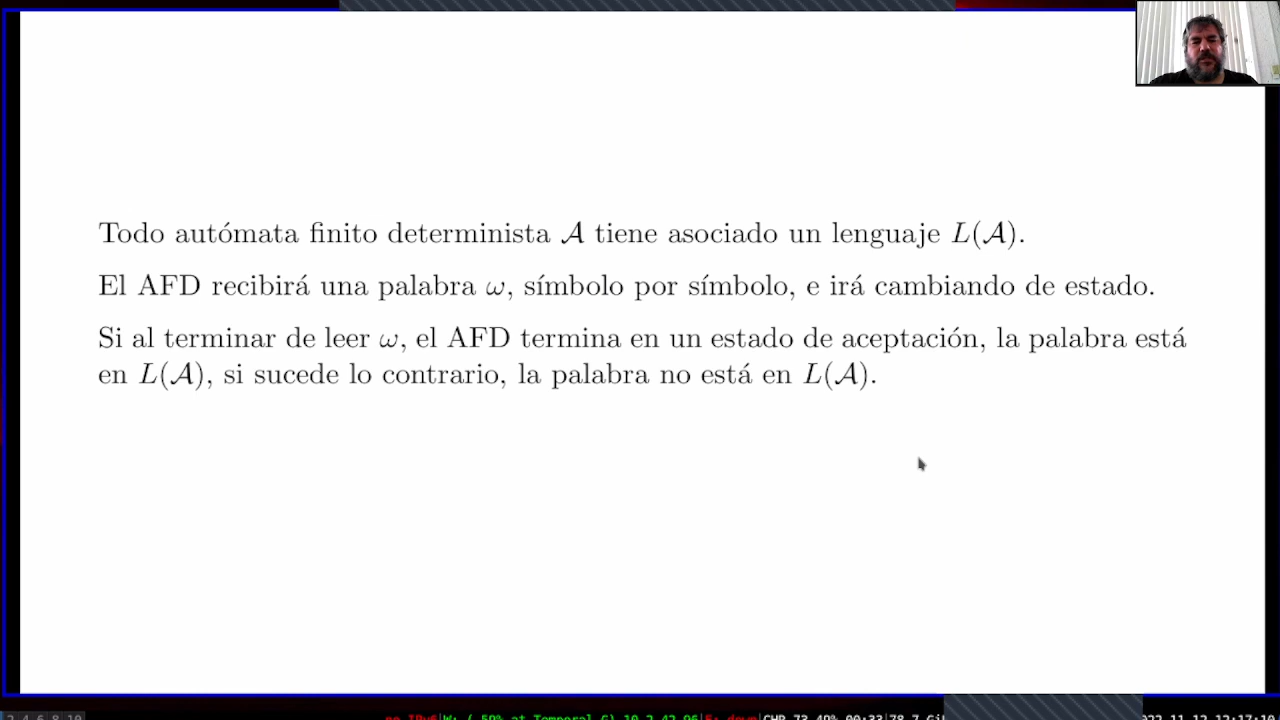 Todo autómata finito determinista 𝒜 tiene asociado un lenguaje L(𝒜).
El AFD recibirá una palabra ω, símbolo por símbolo, e irá cambiando de estado.
Si al terminar de leer ω, el AFD termina en un estado de aceptación, la palabra está
en L(𝒜), si sucede lo contrario, la palabra no está en L(𝒜).